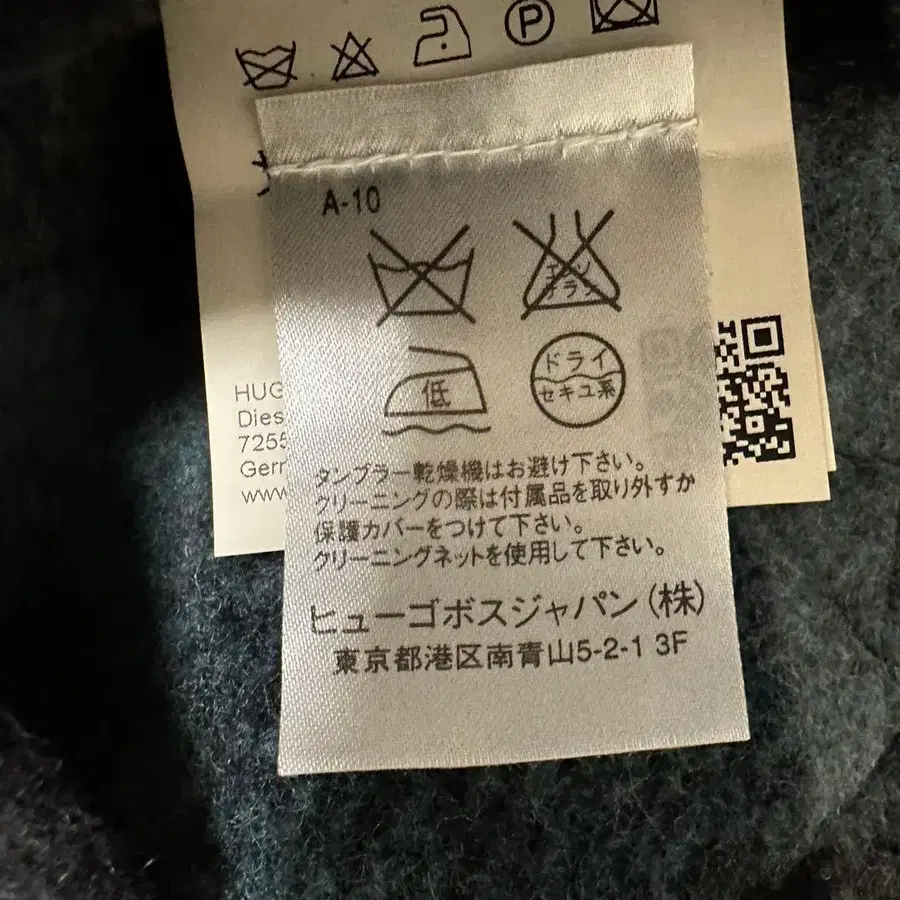 P
A-10
エンソ
サラシ
低
ドライ
セキユ系
タンブラー乾燥機はお避け下さい。
クリーニングの際は付属品を取り外すか
保護カバーをつけて下さい。
クリーニングネットを使用して下さい。
ヒューゴボスジャパン(株)
東京都港区南青山5-2-1 3F
HUG
Dies
7255
Germ
www